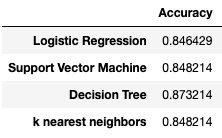 Accuracy
Logistic Regression 0.846429
Support Vector Machine 0.848214
Decision Tree 0.873214
k nearest neighbors 0.848214